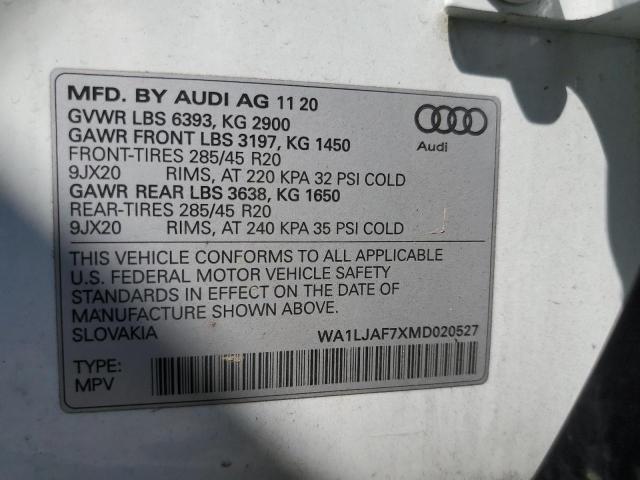 MFD. BY AUDI AG 11 20
GVWR LBS 6393, KG 2900
GAWR FRONT LBS 3197, KG 1450
FRONT-TIRES 285/45 R20
9JX20 RIMS, AT 220 KPA 32 PSI COLD
GAWR REAR LBS 3638, KG 1650
REAR-TIRES 285/45 R20
9JX20 RIMS, AT 240 KPA 35 PSI COLD
Audi
THIS VEHICLE CONFORMS TO ALL APPLICABLE
U.S. FEDERAL MOTOR VEHICLE SAFETY
STANDARDS IN EFFECT ON THE DATE OF
MANUFACTURE SHOWN ABOVE.
SLOVAKIA WA1LJAF7XMD020527
TYPE:
MPV